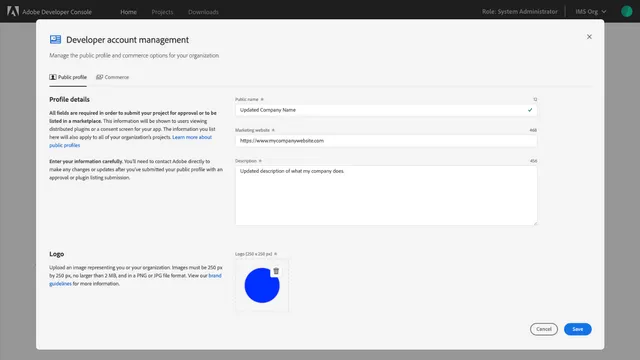 Adobe Developer Console
Home
Projects
Downloads
Role: System Administrator
IMS Org
Developer account management
Manage the public profile and commerce options for your organization
Public profile
Commerce
Profile details
All fields are required in order to submit your project for approval or to be
listed in a marketplace. This information will be shown to users viewing
distributed plugins or a consent screen for your app. The information you list
here will also apply to all of your organization's projects. Learn more about
public profiles
Enter your information carefully. You'll need to contact Adobe directly to
make any changes or updates after you've submitted your public profile with an
approval or plugin listing submission.
Public name
12
Updated Company Name
Marketing website
https://www.mycompanywebsite.com
Description
Updated description of what my company does.
Logo
Upload an image representing you or your organization. Images must be 250 px
by 250 px, no larger than 2 MB, and in a PNG or JPG file format. View our brand
guidelines for more information.
Logo (250 x 250 px)
Cancel
Save